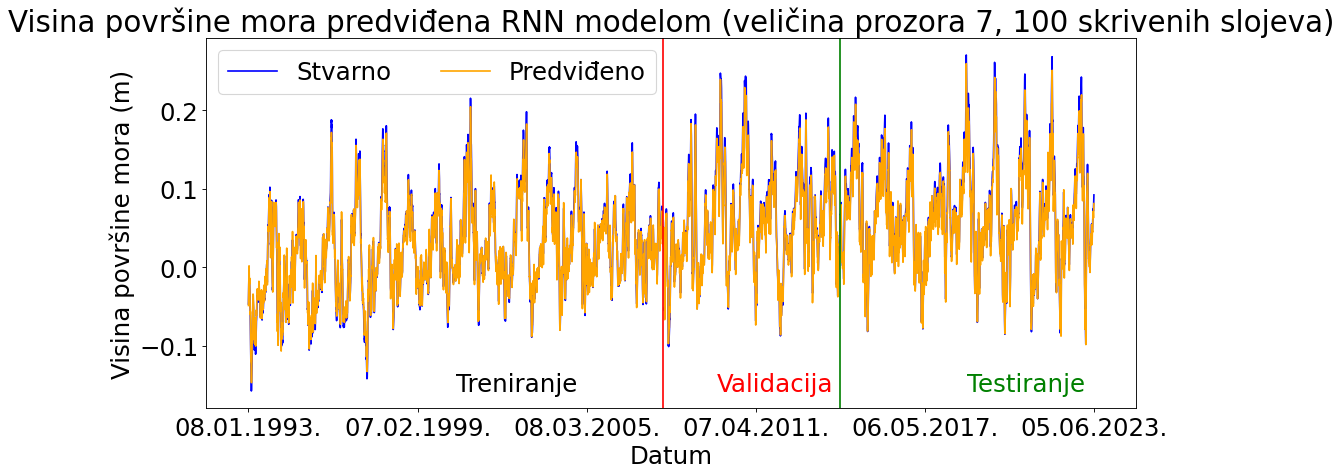 Visina površine mora predviđena RNN modelom (veličina prozora 7, 100 skrivenih slojeva)
Stvarno
Predviđeno
Visina površine mora (m)
0.2
0.1
0.0
−0.1
Treniranje
Validacija
Testiranje
08.01.1993.
07.02.1999.
08.03.2005.
07.04.2011.
06.05.2017.
05.06.2023.
Datum